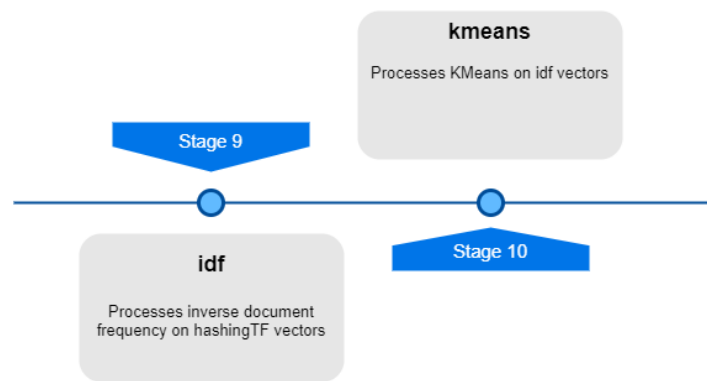 kmeans
Processes KMeans on idf vectors
Stage 9
Stage 10
idf
Processes inverse document
frequency on hashingTF vectors